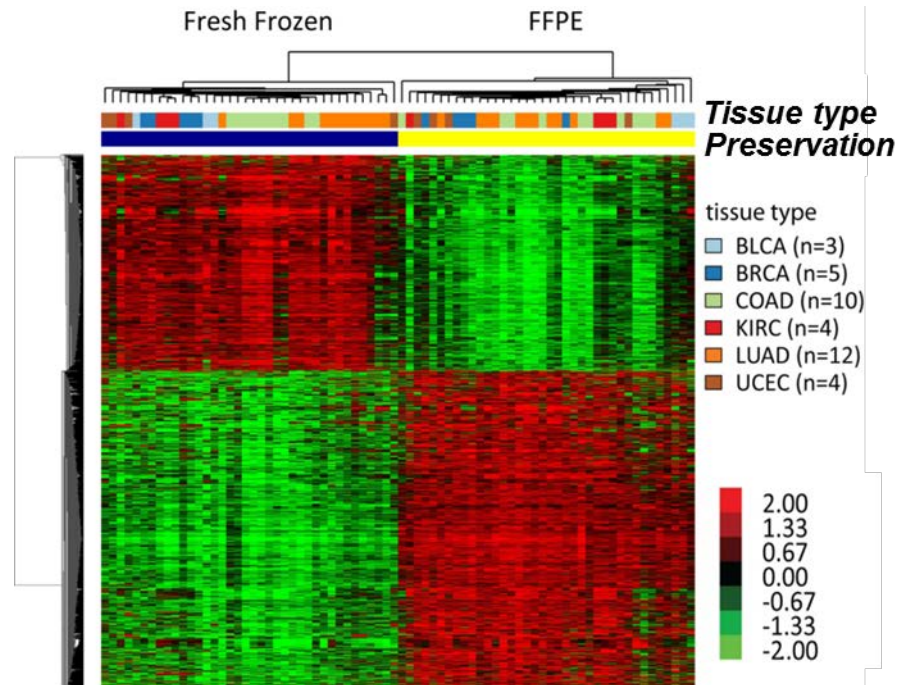 Fresh Frozen FFPE
Tissue type
Preservation
tissue type
BLCA (n=3)
BRCA (n=5)
COAD (n=10)
KIRC (n=4)
LUAD (n=12)
UCEC (n=4)
2.00
1.33
0.67
0.00
-0.67
-1.33
-2.00